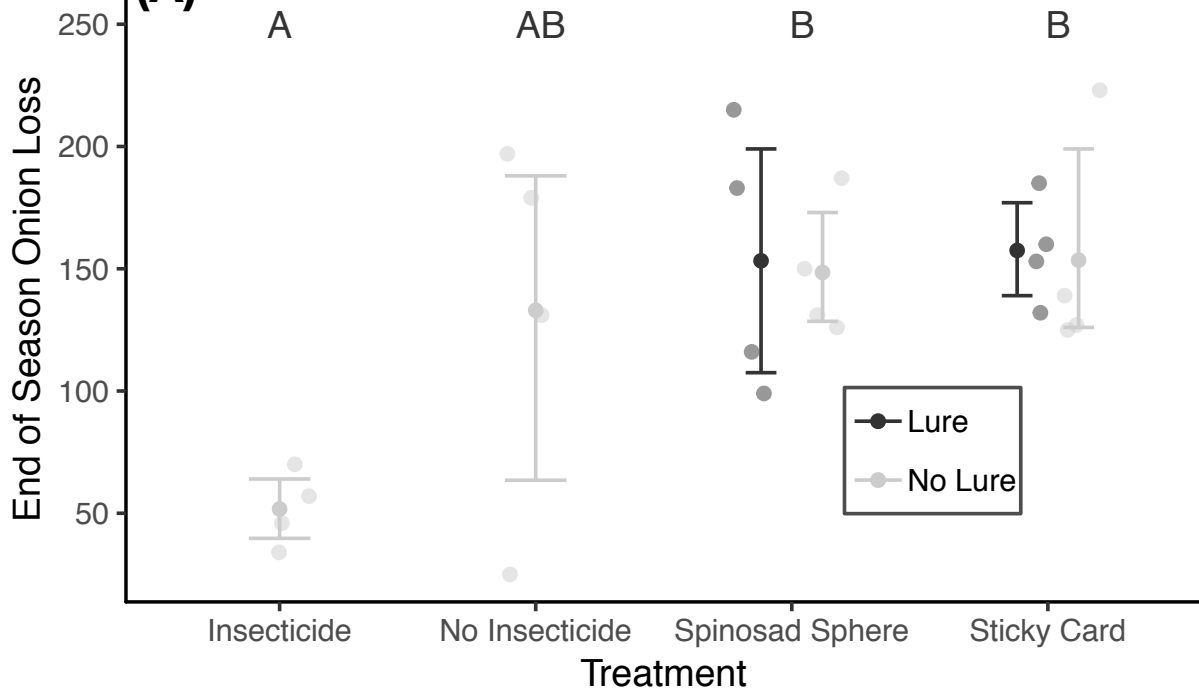 (A)
A AB B B
250
200
150
100
50
End of Season Onion Loss
Lure
No Lure
Insecticide No Insecticide Spinosad Sphere Sticky Card
Treatment